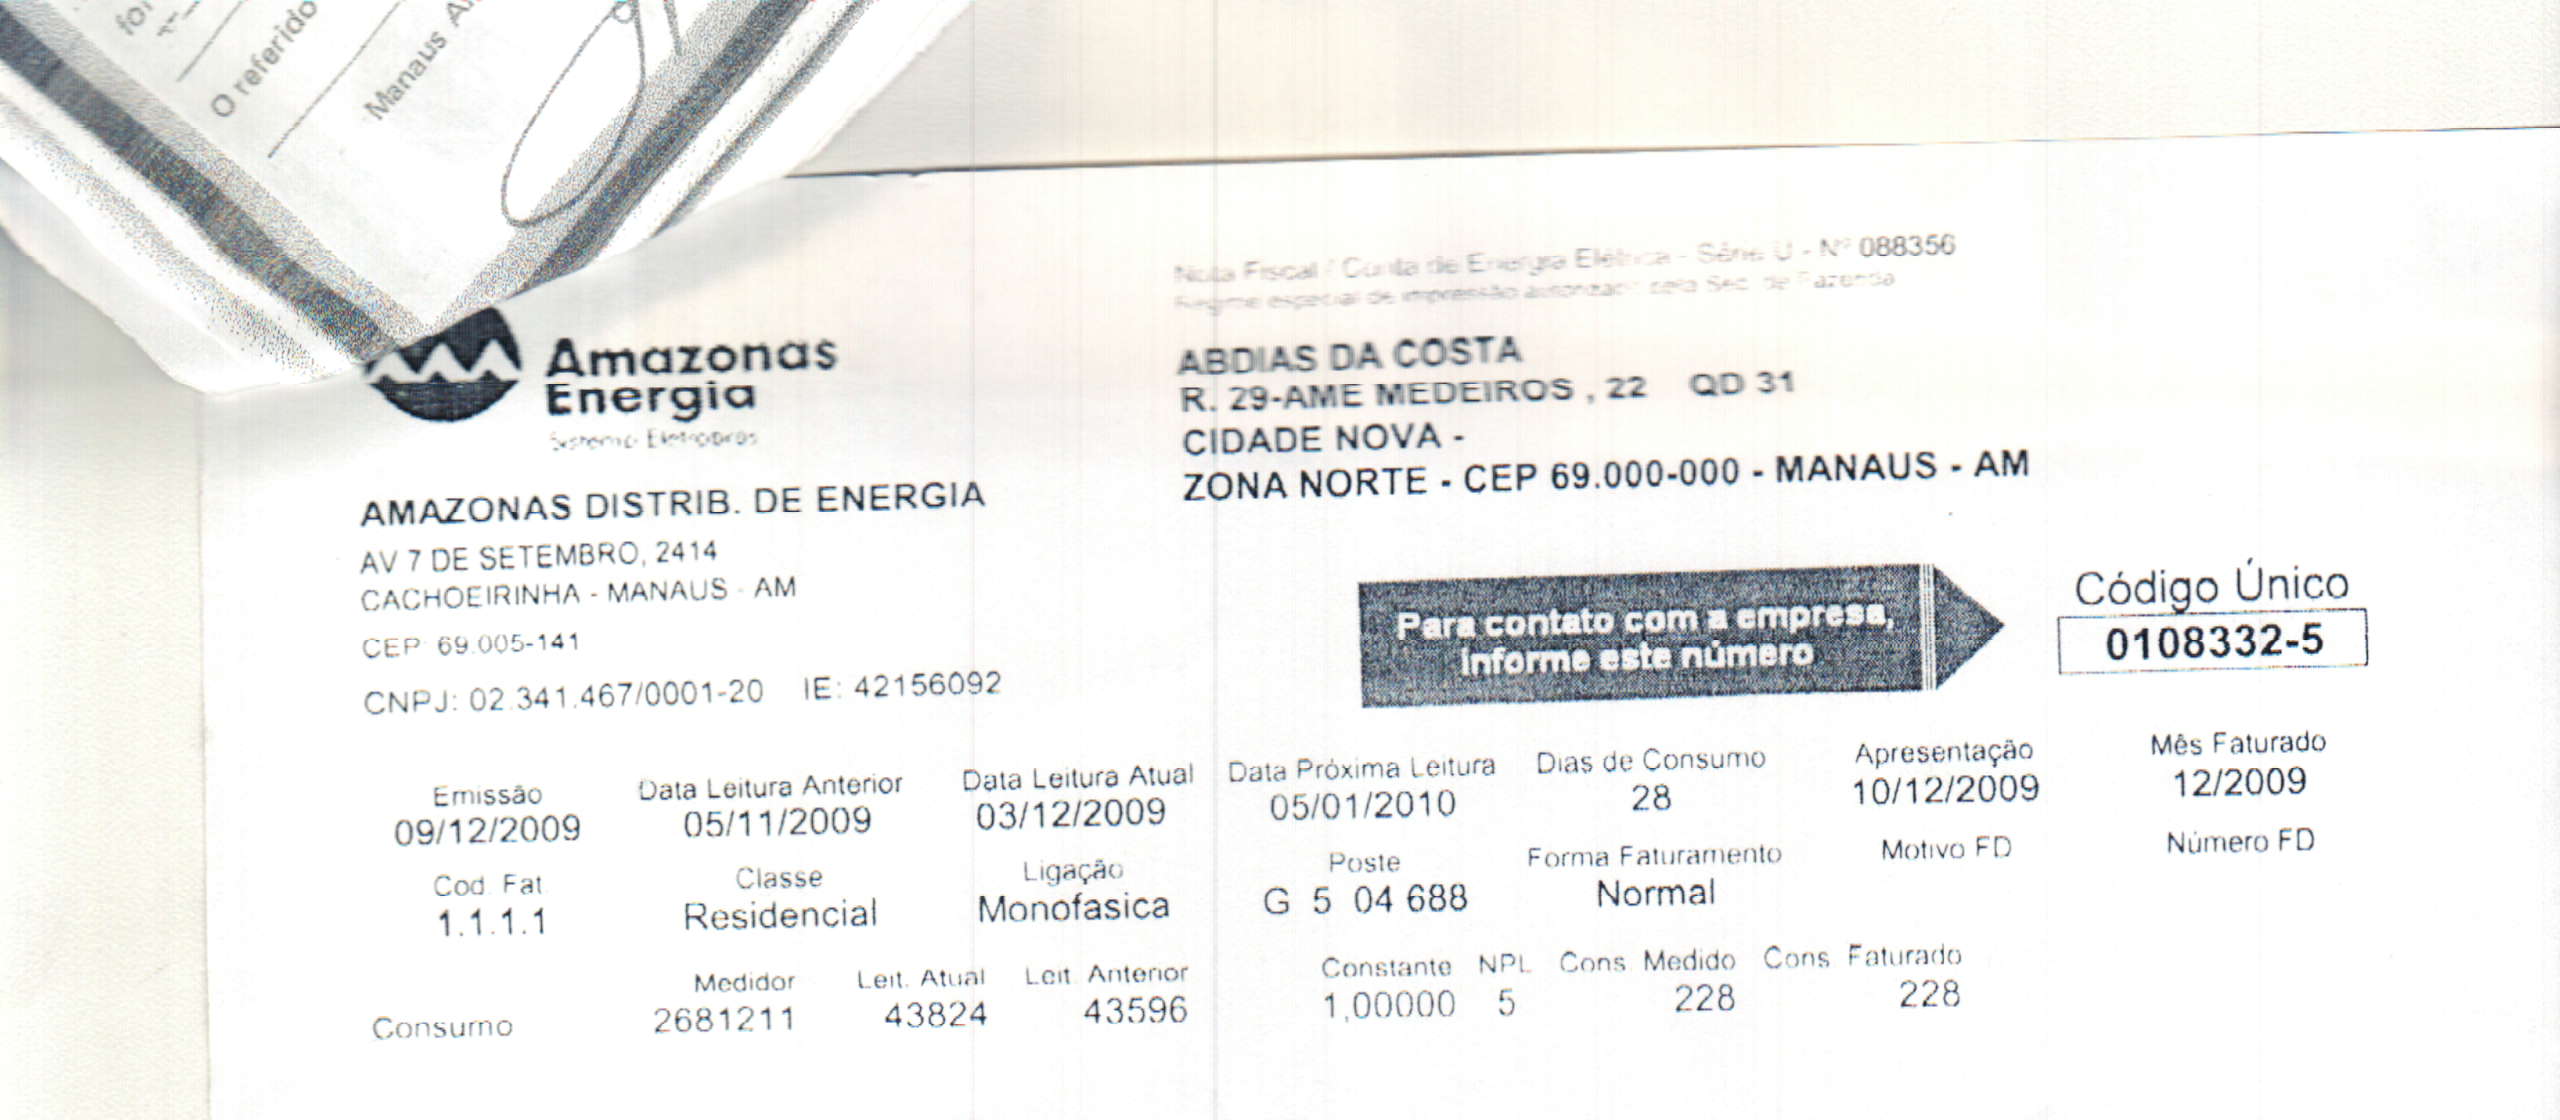 for
O referido
Manaus A
Nota Fiscal / Conta de Energia Elétrica - Série U - Nº 088356
Regime especial de impressão autorizado pela Sec. de Fazenda
Amazonas
Energia
Sistema Eletrobrás
ABDIAS DA COSTA
R. 29-AME MEDEIROS , 22 QD 31
CIDADE NOVA -
ZONA NORTE - CEP 69.000-000 - MANAUS - AM
AMAZONAS DISTRIB. DE ENERGIA
AV 7 DE SETEMBRO, 2414
CACHOEIRINHA - MANAUS - AM
CEP: 69.005-141
CNPJ: 02.341.467/0001-20 IE: 42156092
Para contato com a empresa,
informe este número
Código Único
0108332-5
Emissão Data Leitura Anterior Data Leitura Atual Data Próxima Leitura Dias de Consumo Apresentação Mês Faturado
09/12/2009 05/11/2009 03/12/2009 05/01/2010 28 10/12/2009 12/2009
Cod. Fat. Classe Ligação Poste Forma Faturamento Motivo FD Número FD
1.1.1.1 Residencial Monofasica G 5 04 688 Normal
Medidor Leit. Atual Leit. Anterior Constante NPL Cons. Medido Cons. Faturado
Consumo 2681211 43824 43596 1,00000 5 228 228